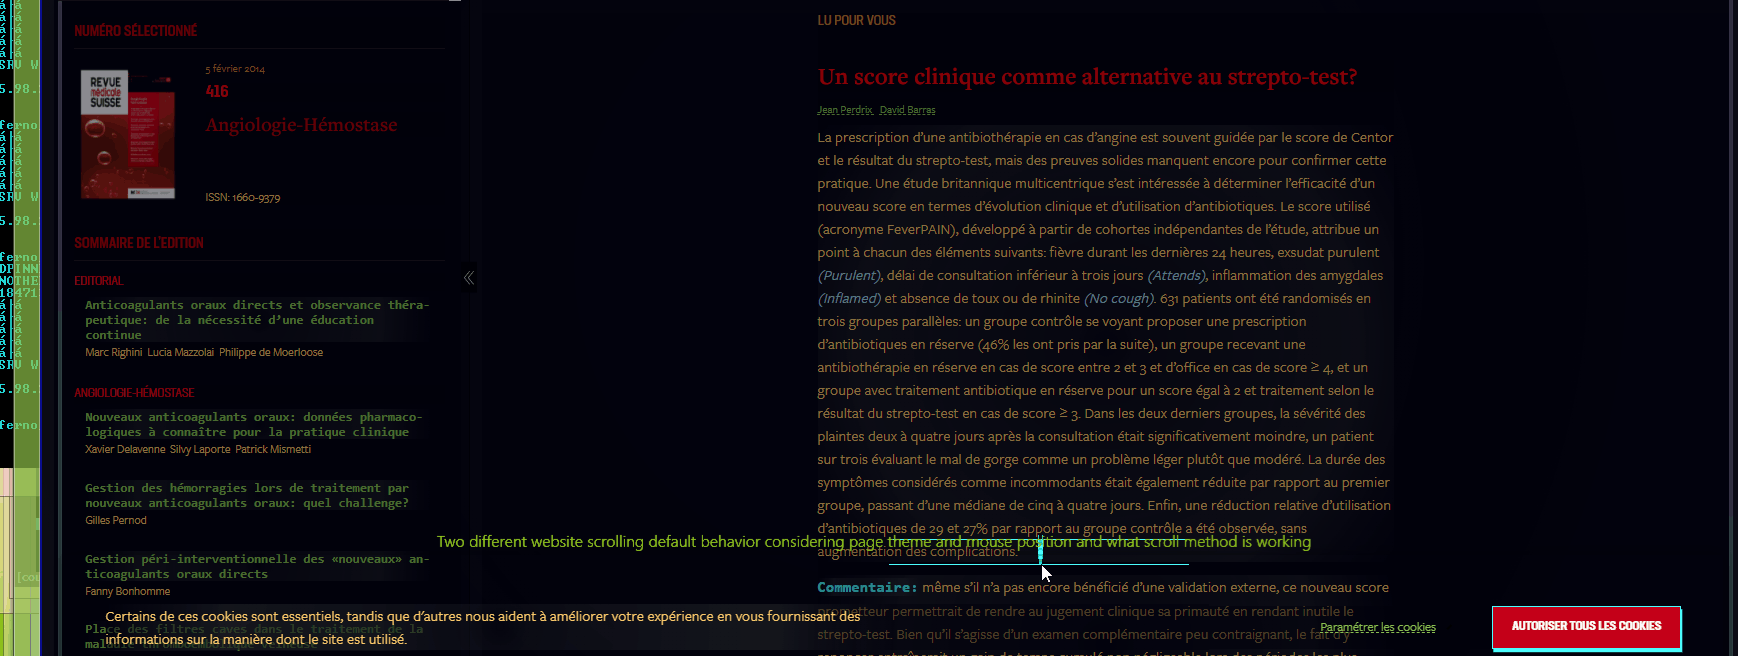 NUMÉRO SÉLECTIONNÉ
REVUE
médicale
SUISSE
5 février 2014
416
Angiologie-Hémostase
ISSN: 1660-9379
SOMMAIRE DE L'EDITION
EDITORIAL
Anticoagulants oraux directs et observance théra-
peutique: de la nécessité d’une éducation
continue
Marc Righini Lucia Mazzolai Philippe de Moerloose
ANGIOLOGIE-HÉMOSTASE
Nouveaux anticoagulants oraux: données pharmaco-
logiques à connaître pour la pratique clinique
Xavier Delavenne Silvy Laporte Patrick Mismetti
Gestion des hémorragies lors de traitement par
nouveaux anticoagulants oraux: quel challenge?
Gilles Pernod
Gestion péri-interventionnelle des «nouveaux» an-
ticoagulants oraux directs
Fanny Bonhomme
Place des filtres caves dans le traitement de la
maladie thromboembolique veineuse
LU POUR VOUS
Un score clinique comme alternative au strepto-test?
Jean Perdrix David Barras
La prescription d’une antibiothérapie en cas d’angine est souvent guidée par le score de Centor
et le résultat du strepto-test, mais des preuves solides manquent encore pour confirmer cette
pratique. Une étude britannique multicentrique s’est intéressée à déterminer l’efficacité d’un
nouveau score en termes d’évolution clinique et d’utilisation d’antibiotiques. Le score utilisé
(acronyme FeverPAIN), développé à partir de cohortes indépendantes de l’étude, attribue un
point à chacun des éléments suivants: fièvre durant les dernières 24 heures, exsudat purulent
(Purulent), délai de consultation inférieur à trois jours (Attends), inflammation des amygdales
(Inflamed) et absence de toux ou de rhinite (No cough). 631 patients ont été randomisés en
trois groupes parallèles: un groupe contrôle se voyant proposer une prescription
d’antibiotiques en réserve (46% les ont pris par la suite), un groupe recevant une
antibiothérapie en réserve en cas de score entre 2 et 3 et d’office en cas de score ≥ 4, et un
groupe avec traitement antibiotique en réserve pour un score égal à 2 et traitement selon le
résultat du strepto-test en cas de score ≥ 3. Dans les deux derniers groupes, la sévérité des
plaintes deux à quatre jours après la consultation était significativement moindre, un patient
sur trois évaluant le mal de gorge comme un problème léger plutôt que modéré. La durée des
symptômes considérés comme incommodants était également réduite par rapport au premier
groupe, passant d’une médiane de cinq à quatre jours. Enfin, une réduction relative d’utilisation
d’antibiotiques de 29 et 27% par rapport au groupe contrôle a été observée, sans
augmentation des complications.
Two different website scrolling default behavior considering page theme and mouse position and what scroll method is working
Commentaire: même s’il n’a pas encore bénéficié d’une validation externe, ce nouveau score
prometteur permettrait de rendre au jugement clinique sa primauté en rendant inutile le
strepto-test. Bien qu’il s’agisse d’un examen complémentaire peu contraignant, le fait d’y
Certains de ces cookies sont essentiels, tandis que d'autres nous aident à améliorer votre expérience en vous fournissant des
informations sur la manière dont le site est utilisé.
Paramétrer les cookies
AUTORISER TOUS LES COOKIES